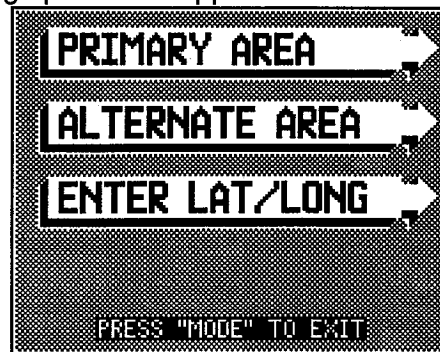 PRIMARY AREA
ALTERNATE AREA
ENTER LAT/LONG
PRESS "MODE" TO EXIT